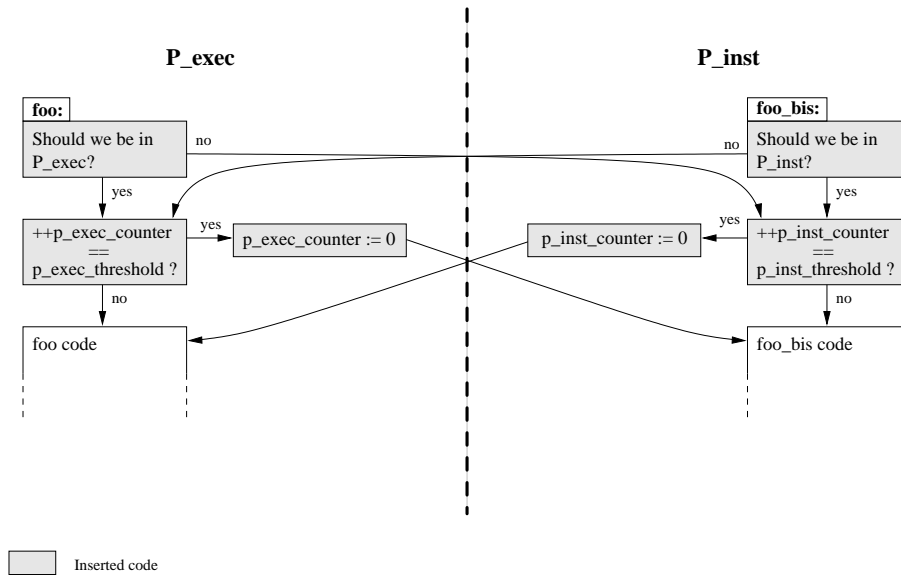 P_exec
P_inst
foo:
foo_bis:
Should we be in
P_exec?
no
no
Should we be in
P_inst?
yes
yes
++p_exec_counter
==
p_exec_threshold ?
yes
p_exec_counter := 0
p_inst_counter := 0
yes
++p_inst_counter
==
p_inst_threshold ?
no
no
foo code
foo_bis code
Inserted code